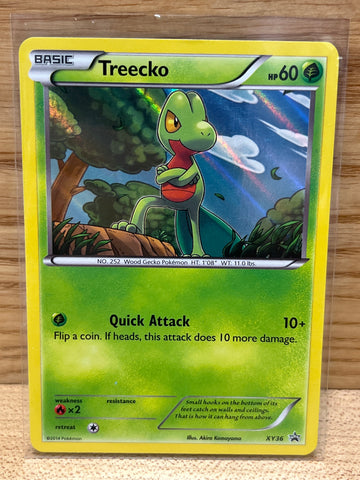 BASIC
Treecko
HP 60
NO. 252 Wood Gecko Pokémon HT: 1'08" WT: 11.0 lbs.
Quick Attack 10+
Flip a coin. If heads, this attack does 10 more damage.
weakness resistance
×2
retreat
Small hooks on the bottom of its
feet catch on walls and ceilings.
That is how it can hang from above.
©2014 Pokémon Illus. Akira Komayama XY36